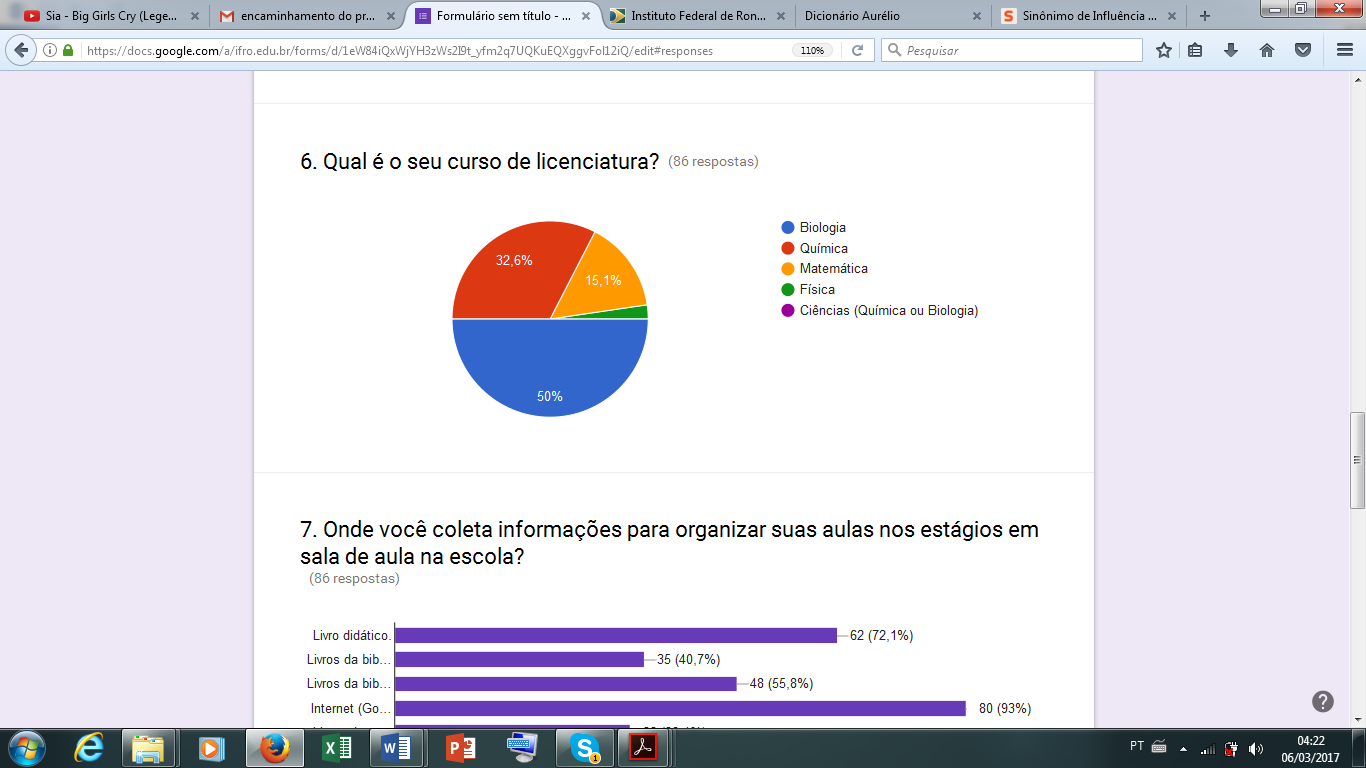 Sia - Big Girls Cry (Lege...
encaminhamento do pr...
Formulário sem título - ...
Instituto Federal de Ron...
Dicionário Aurélio
Sinônimo de Influência ...
https://docs.google.com/a/ifro.edu.br/forms/d/1eW84iQxWjYH3zWs2I9t_yfm2q7UQKuEQXggvFoI12iQ/edit#responses
110%
Pesquisar
6. Qual é o seu curso de licenciatura? (86 respostas)
32,6%
15,1%
50%
Biologia
Química
Matemática
Física
Ciências (Química ou Biologia)
7. Onde você coleta informações para organizar suas aulas nos estágios em
sala de aula na escola?
(86 respostas)
Livro didático. 62 (72,1%)
Livros da bib... 35 (40,7%)
Livros da bib... 48 (55,8%)
Internet (Go... 80 (93%)
PT
04:22
06/03/2017